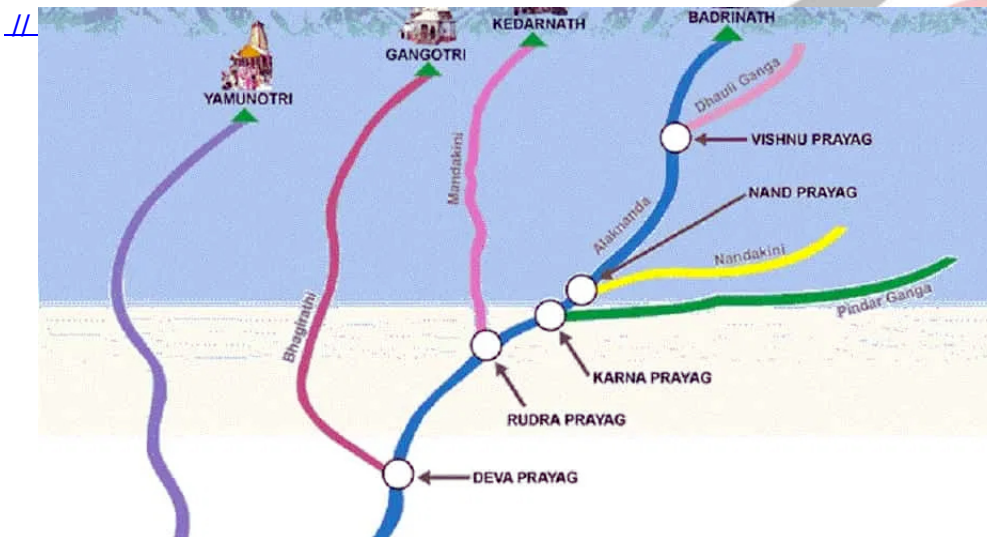 //
KEDARNATH
BADRINATH
GANGOTRI
YAMUNOTRI
Dhauli Ganga
VISHNU PRAYAG
Mandakini
NAND PRAYAG
Alaknanda
Nandakini
Pindar Ganga
Bhagirathi
KARNA PRAYAG
RUDRA PRAYAG
DEVA PRAYAG